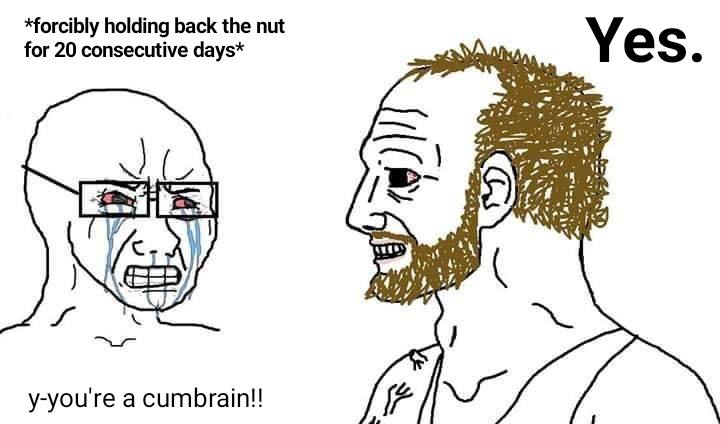 *forcibly holding back the nut
for 20 consecutive days*
Yes.
y-you're a cumbrain!!